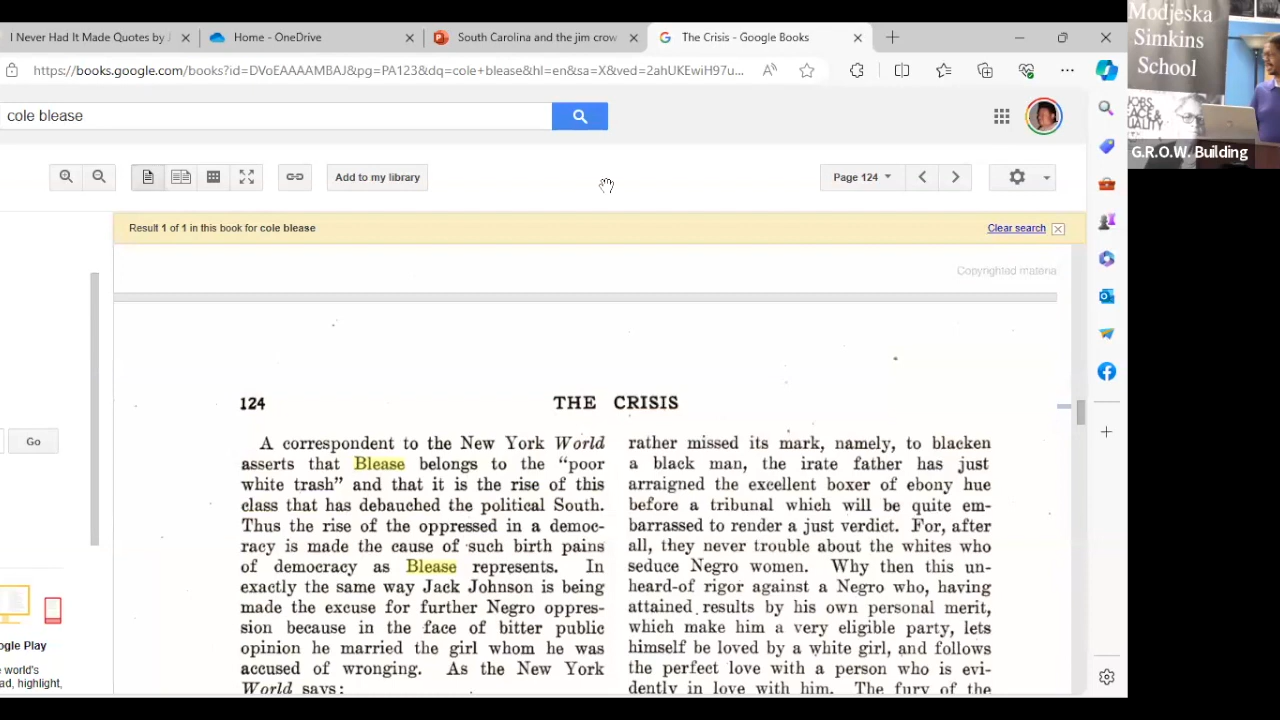 I Never Had It Made Quotes by J
Home - OneDrive
South Carolina and the jim crow
The Crisis - Google Books
https://books.google.com/books?id=DVoEAAAAMBAJ&pg=PA123&dq=cole+blease&hl=en&sa=X&ved=2ahUKEwiH97u...
cole blease
Add to my library
Page 124
Result 1 of 1 in this book for cole blease
Clear search
Copyrighted materia
124
THE CRISIS
A correspondent to the New York World
asserts that Blease belongs to the "poor
white trash" and that it is the rise of this
class that has debauched the political South.
Thus the rise of the oppressed in a democ-
racy is made the cause of such birth pains
of democracy as Blease represents. In
exactly the same way Jack Johnson is being
made the excuse for further Negro oppres-
sion because in the face of bitter public
opinion he married the girl whom he was
accused of wronging. As the New York
World says:
rather missed its mark, namely, to blacken
a black man, the irate father has just
arraigned the excellent boxer of ebony hue
before a tribunal which will be quite em-
barrassed to render a just verdict. For, after
all, they never trouble about the whites who
seduce Negro women. Why then this un-
heard-of rigor against a Negro who, having
attained results by his own personal merit,
which make him a very eligible party, lets
himself be loved by a white girl, and follows
the perfect love with a person who is evi-
dently in love with him. The fury of the
Go
ogle Play
e world's
ad, highlight,
Modjeska
Simkins
School
JOBS,
G.R.O.W. Building